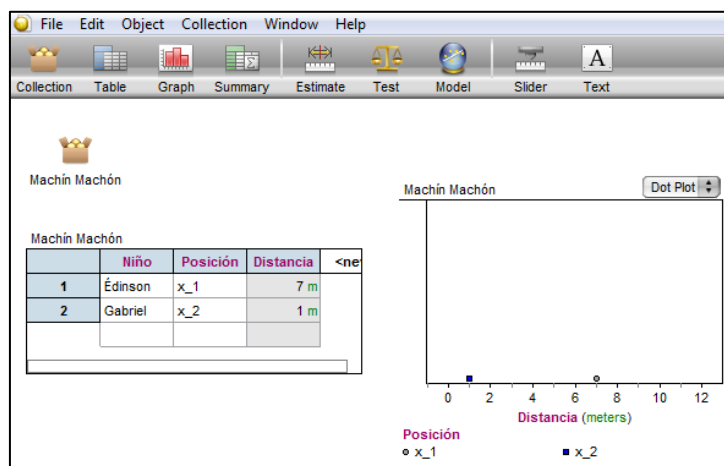 File Edit Object Collection Window Help
Collection Table Graph Summary Estimate Test Model Slider Text
A
Machín Machón
Machín Machón
Niño Posición Distancia <ne
1 Édinson x_1 7 m
2 Gabriel x_2 1 m
Machín Machón Dot Plot
0 2 4 6 8 10 12
Distancia (meters)
Posición
x_1 x_2